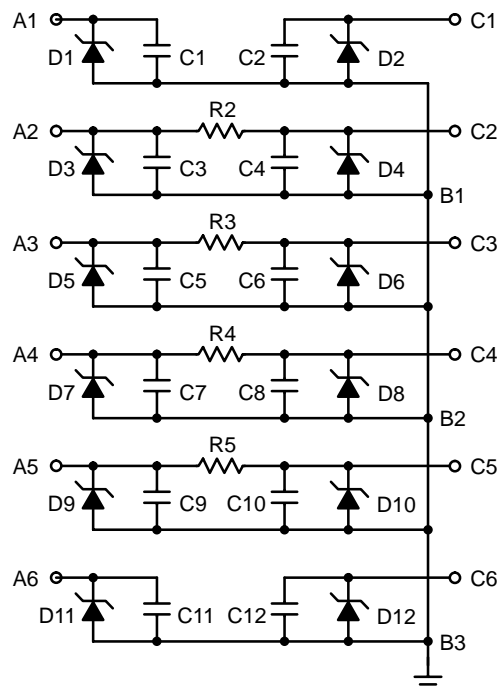 A1 C1
D1 C1 C2 D2
R2
A2 C2
D3 C3 C4 D4
B1
R3
A3 C3
D5 C5 C6 D6
R4
A4 C4
D7 C7 C8 D8
B2
R5
A5 C5
D9 C9 C10 D10
A6 C6
D11 C11 C12 D12
B3